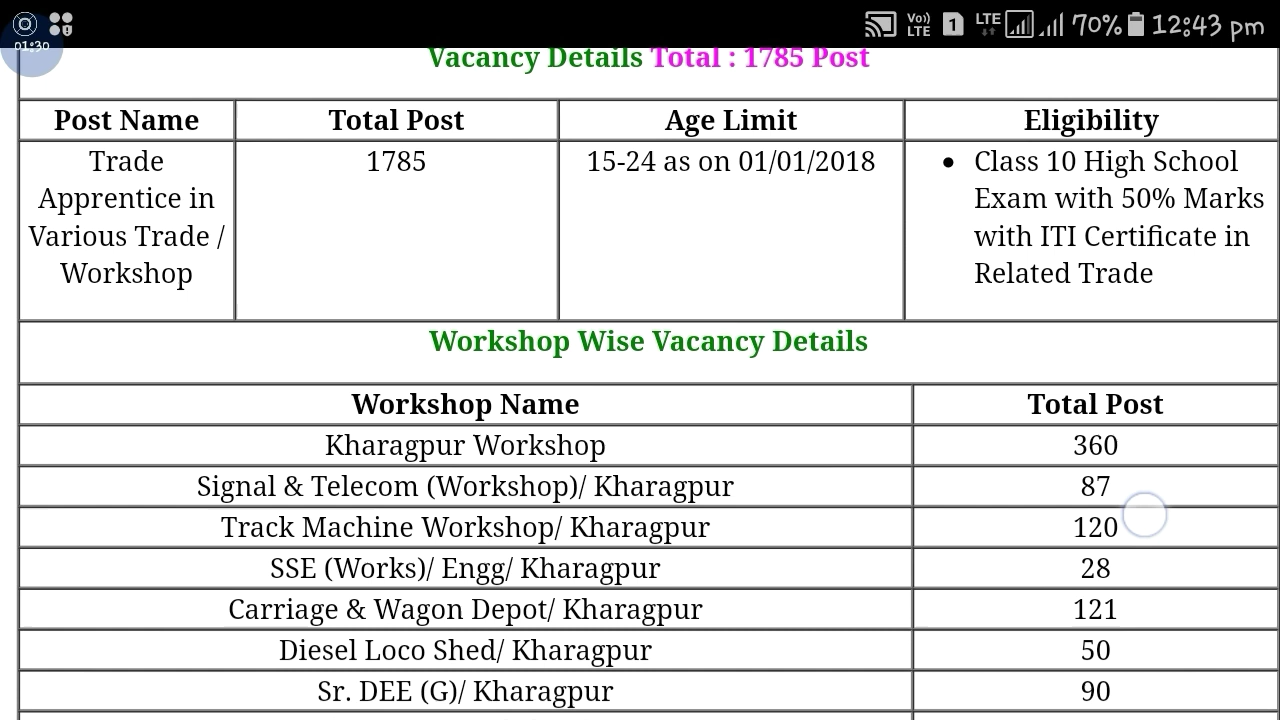 Vo)) LTE 1 LTE 70% 12:43 pm
01:30
Vacancy Details Total : 1785 Post
Post Name Total Post Age Limit Eligibility
Trade 1785 15-24 as on 01/01/2018 • Class 10 High School
Apprentice in Exam with 50% Marks
Various Trade / with ITI Certificate in
Workshop Related Trade
Workshop Wise Vacancy Details
Workshop Name Total Post
Kharagpur Workshop 360
Signal & Telecom (Workshop)/ Kharagpur 87
Track Machine Workshop/ Kharagpur 120
SSE (Works)/ Engg/ Kharagpur 28
Carriage & Wagon Depot/ Kharagpur 121
Diesel Loco Shed/ Kharagpur 50
Sr. DEE (G)/ Kharagpur 90